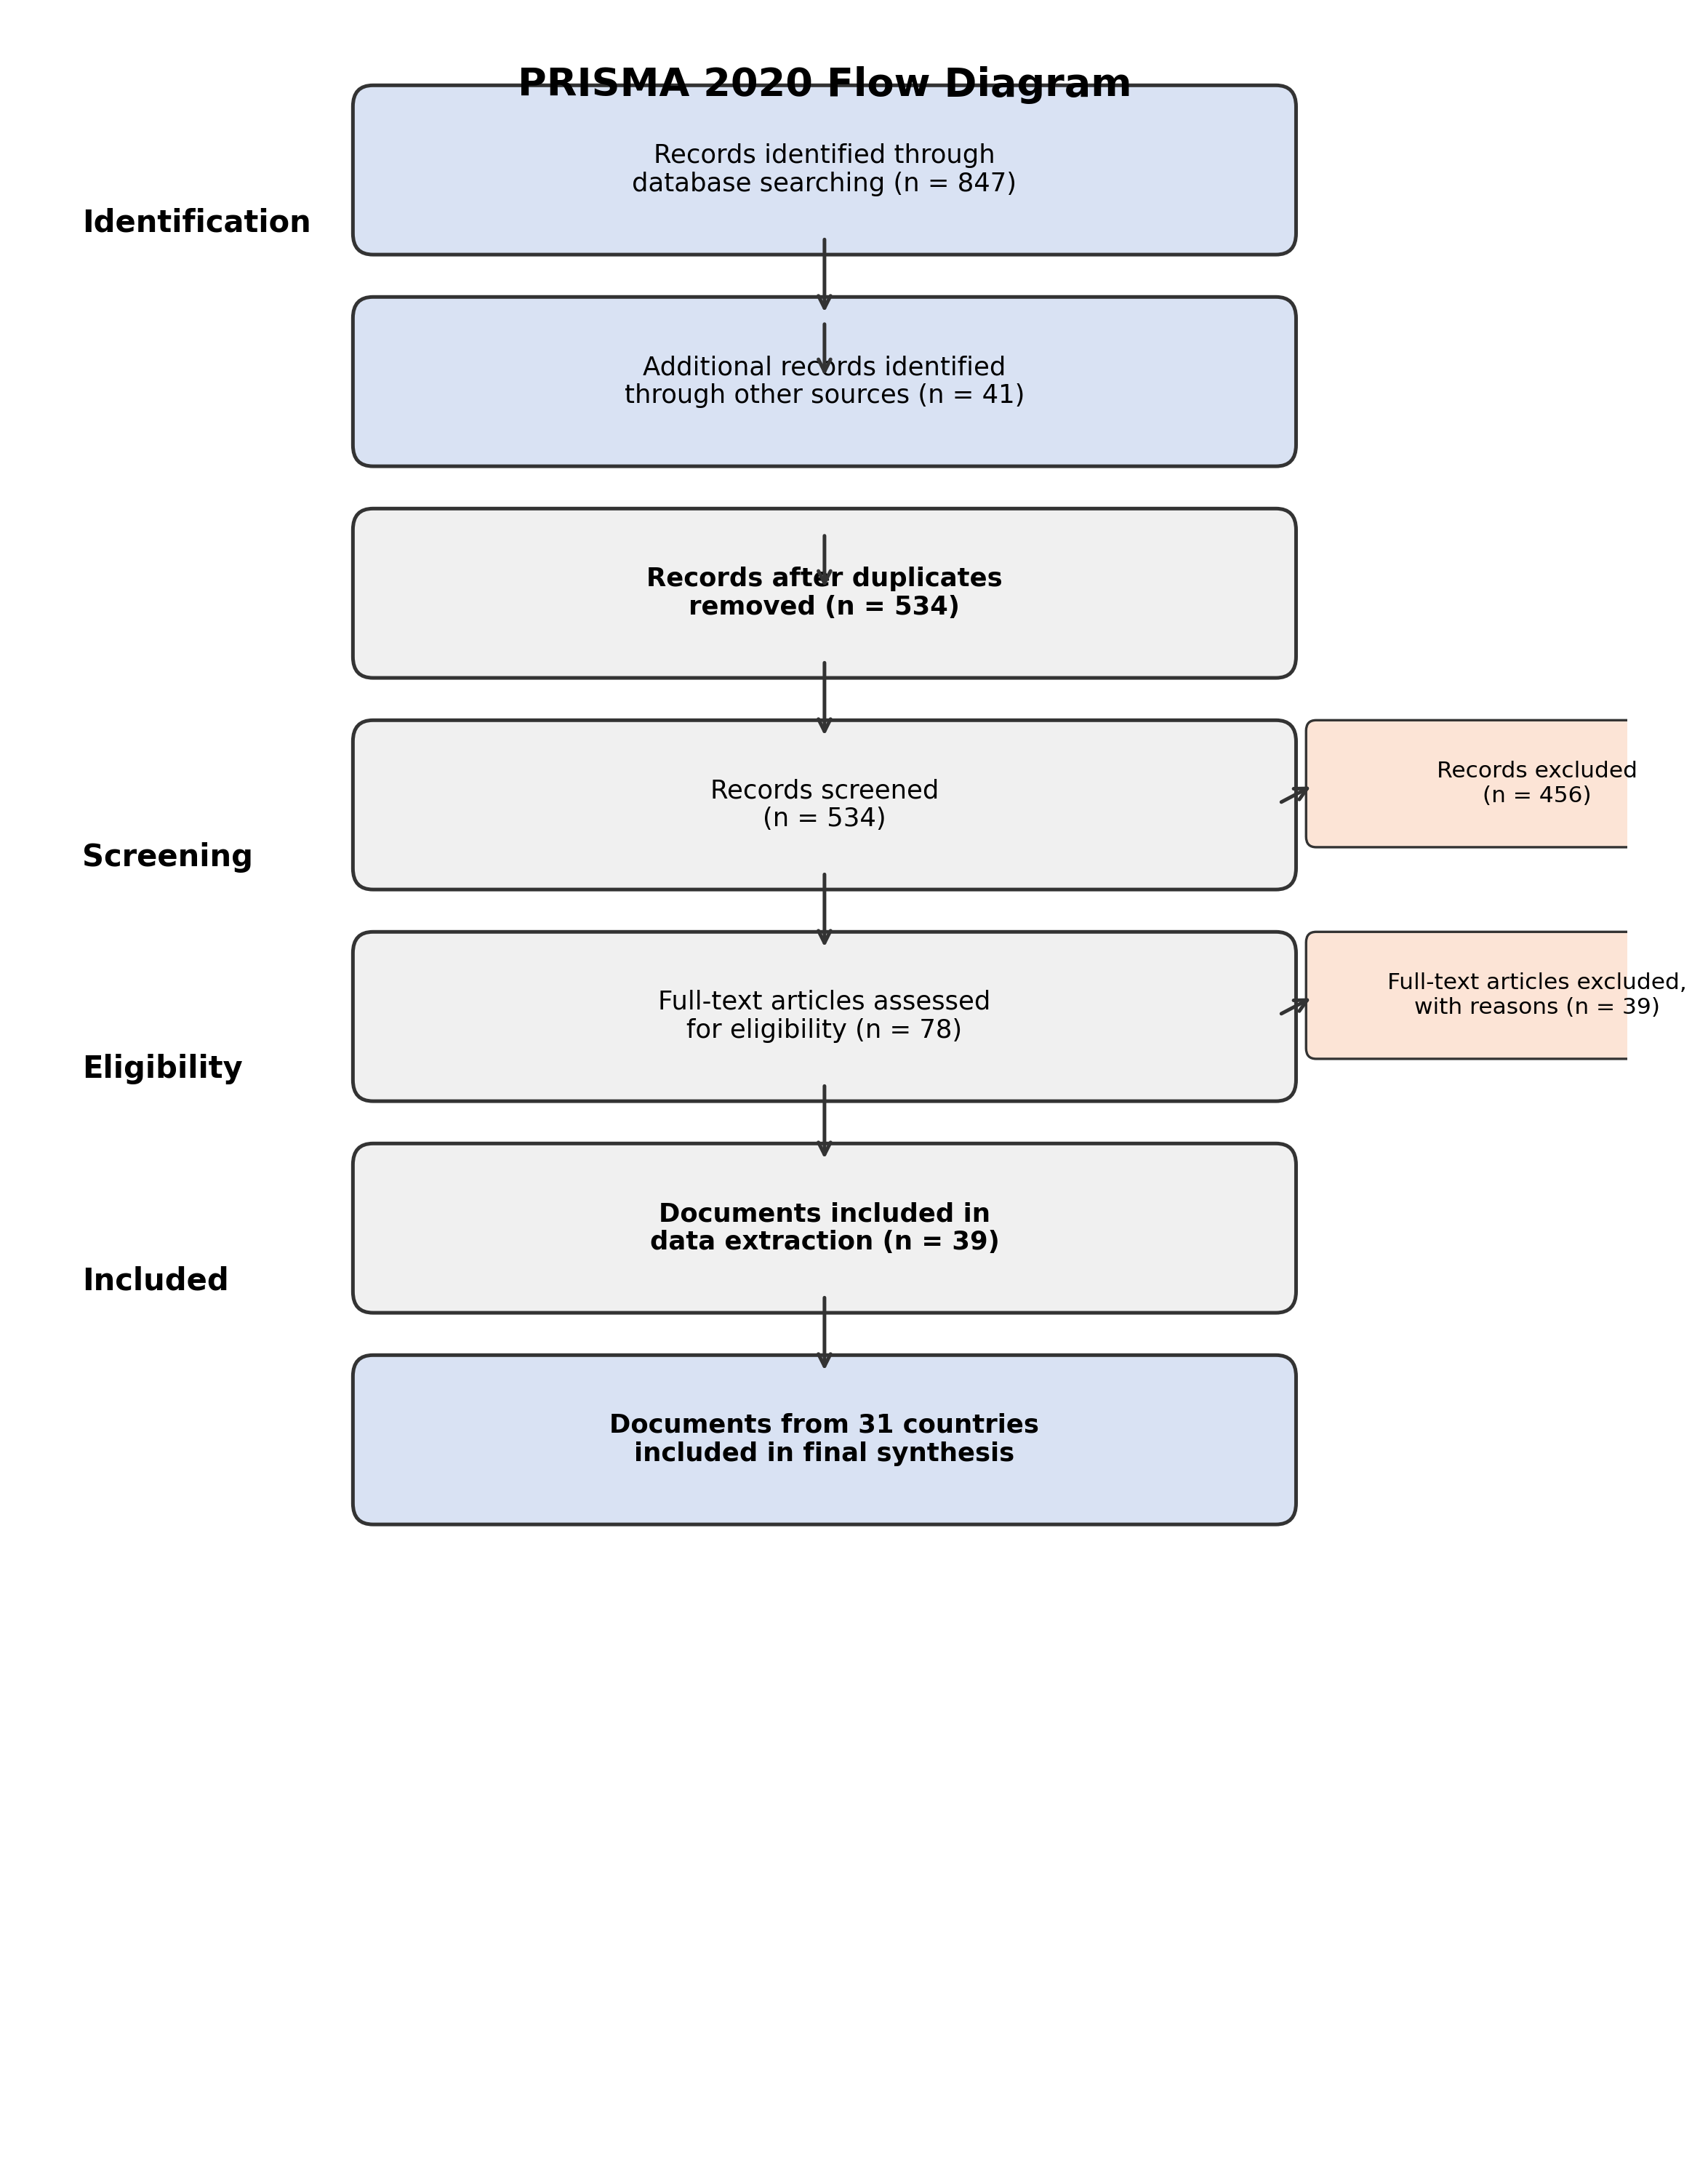 PRISMA 2020 Flow Diagram
Records identified through
database searching (n = 847)
Identification
Additional records identified
through other sources (n = 41)
Records after duplicates
removed (n = 534)
Records screened
(n = 534)
Records excluded
(n = 456)
Screening
Full-text articles assessed
for eligibility (n = 78)
Full-text articles excluded,
with reasons (n = 39)
Eligibility
Documents included in
data extraction (n = 39)
Included
Documents from 31 countries
included in final synthesis